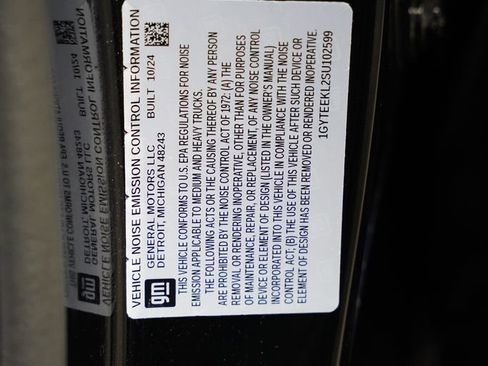 VEHICLE NOISE EMISSION CONTROL INFORMATION
gm
GENERAL MOTORS LLC BUILT 10/24
DETROIT, MICHIGAN 48243
THIS VEHICLE CONFORMS TO U.S. EPA REGULATIONS FOR NOISE
EMISSION APPLICABLE TO MEDIUM AND HEAVY TRUCKS.
THE FOLLOWING ACTS OR THE CAUSING THEREOF BY ANY PERSON
ARE PROHIBITED BY THE NOISE CONTROL ACT OF 1972: (A) THE
REMOVAL OR RENDERING INOPERATIVE, OTHER THAN FOR PURPOSES
OF MAINTENANCE, REPAIR, OR REPLACEMENT, OF ANY NOISE CONTROL
DEVICE OR ELEMENT OF DESIGN (LISTED IN THE OWNER'S MANUAL)
INCORPORATED INTO THIS VEHICLE IN COMPLIANCE WITH THE NOISE
CONTROL ACT; (B) THE USE OF THIS VEHICLE AFTER SUCH DEVICE OR
ELEMENT OF DESIGN HAS BEEN REMOVED OR RENDERED INOPERATIVE.
1GYTEEKL2SU102599